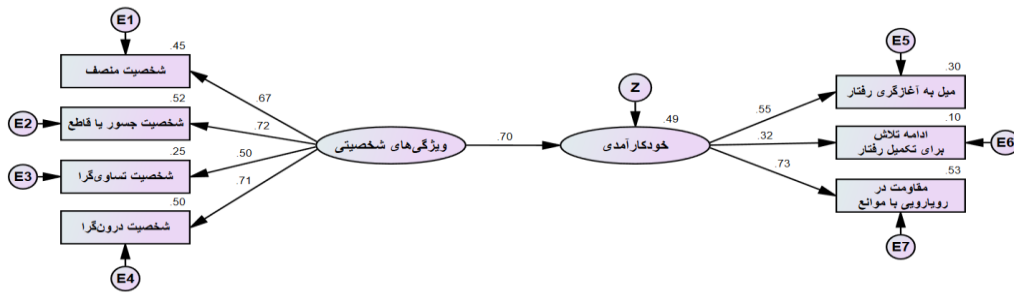 E1
.45
شخصیت منصف
.67
E2
.52
شخصیت جسور یا قاطع
.72
E3
.25
شخصیت تساوی‌گرا
.50
.50
شخصیت درون‌گرا
.71
E4
ویژگی‌های شخصیتی
.70
Z
.49
خودکارآمدی
E5
.30
میل به آغازگری رفتار
.55
.10
ادامه تلاش
برای تکمیل رفتار
.32
E6
.53
مقاومت در
رویارویی با موانع
.73
E7